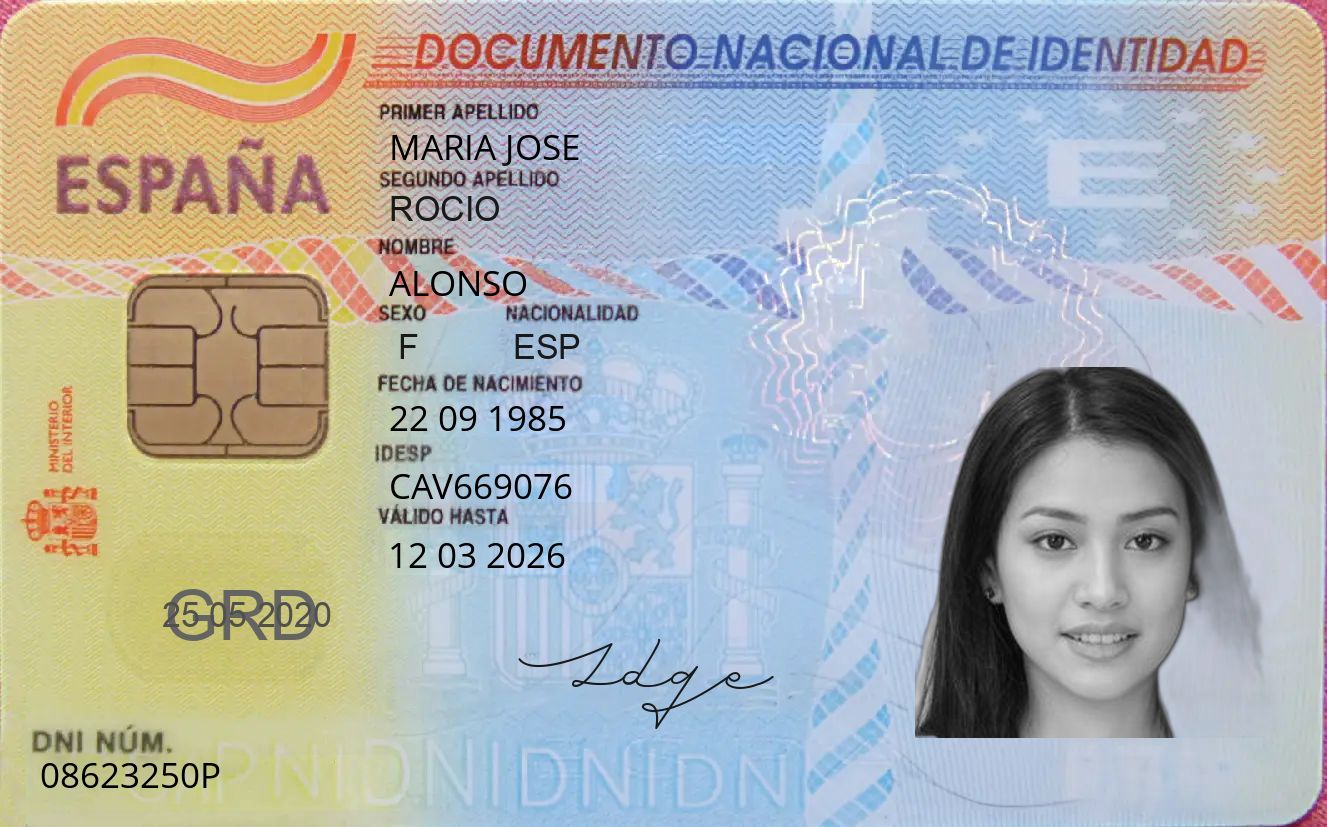 DOCUMENTO NACIONAL DE IDENTIDAD
ESPAÑA
PRIMER APELLIDO
MARIA JOSE
SEGUNDO APELLIDO
ROCIO
NOMBRE
ALONSO
SEXO NACIONALIDAD
F ESP
FECHA DE NACIMIENTO
22 09 1985
IDESP
CAV669076
VÁLIDO HASTA
12 03 2026
MINISTERIO
DEL INTERIOR
E
25-05-2020
GRD
DNI NÚM.
08623250P
DNIDNIDNIDNI